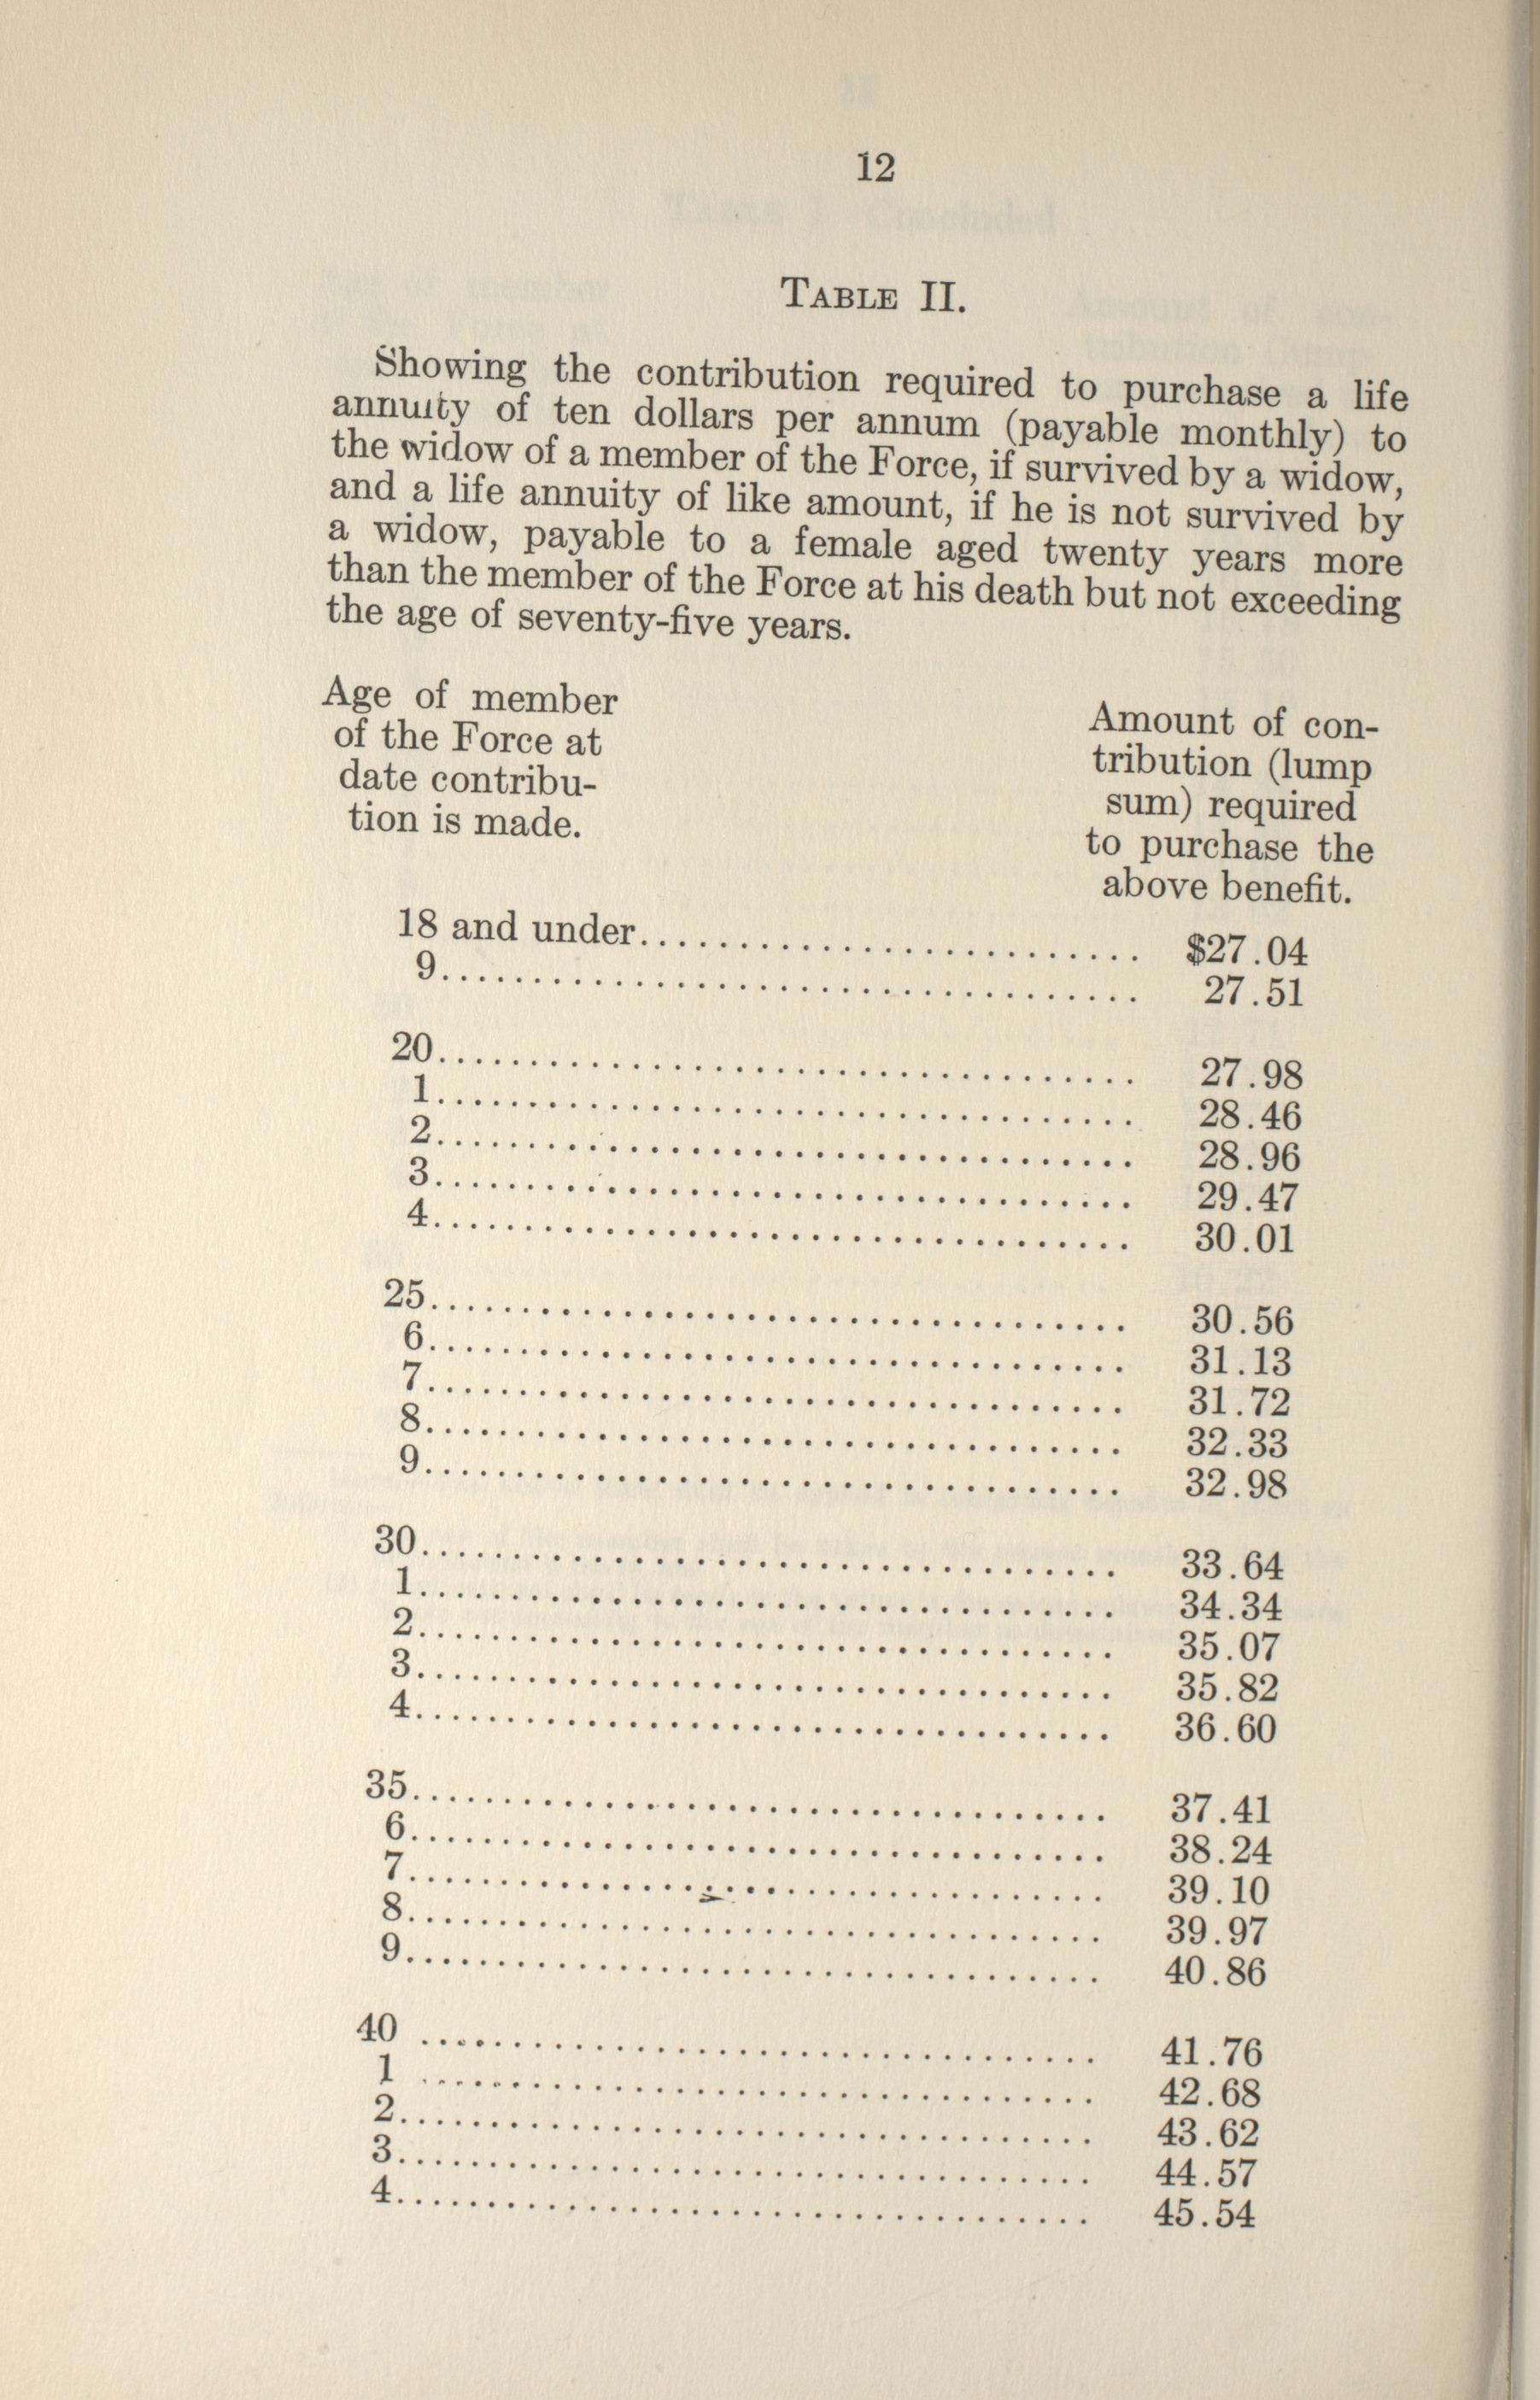 12
TABLE II.
Showing the contribution required to purchase a life
annuity of ten dollars per annum (payable monthly) to
the widow of a member of the Force, if survived by a widow,
and a life annuity of like amount, if he is not survived by
a widow, payable to a female aged twenty years more
than the member of the Force at his death but not exceeding
the age of seventy-five years.
Age of member
of the Force at
date contribu-
tion is made.
Amount of con-
tribution (lump
sum) required
to purchase the
above benefit.
18 and under.......................... $27.04
9.................................... 27.51
20.................................... 27.98
1.................................... 28.46
2.................................... 28.96
3.................................... 29.47
4.................................... 30.01
25.................................... 30.56
6.................................... 31.13
7.................................... 31.72
8.................................... 32.33
9.................................... 32.98
30.................................... 33.64
1.................................... 34.34
2.................................... 35.07
3.................................... 35.82
4.................................... 36.60
35.................................... 37.41
6.................................... 38.24
7.................................... 39.10
8.................................... 39.97
9.................................... 40.86
40 ................................... 41.76
1 ................................... 42.68
2.................................... 43.62
3.................................... 44.57
4.................................... 45.54